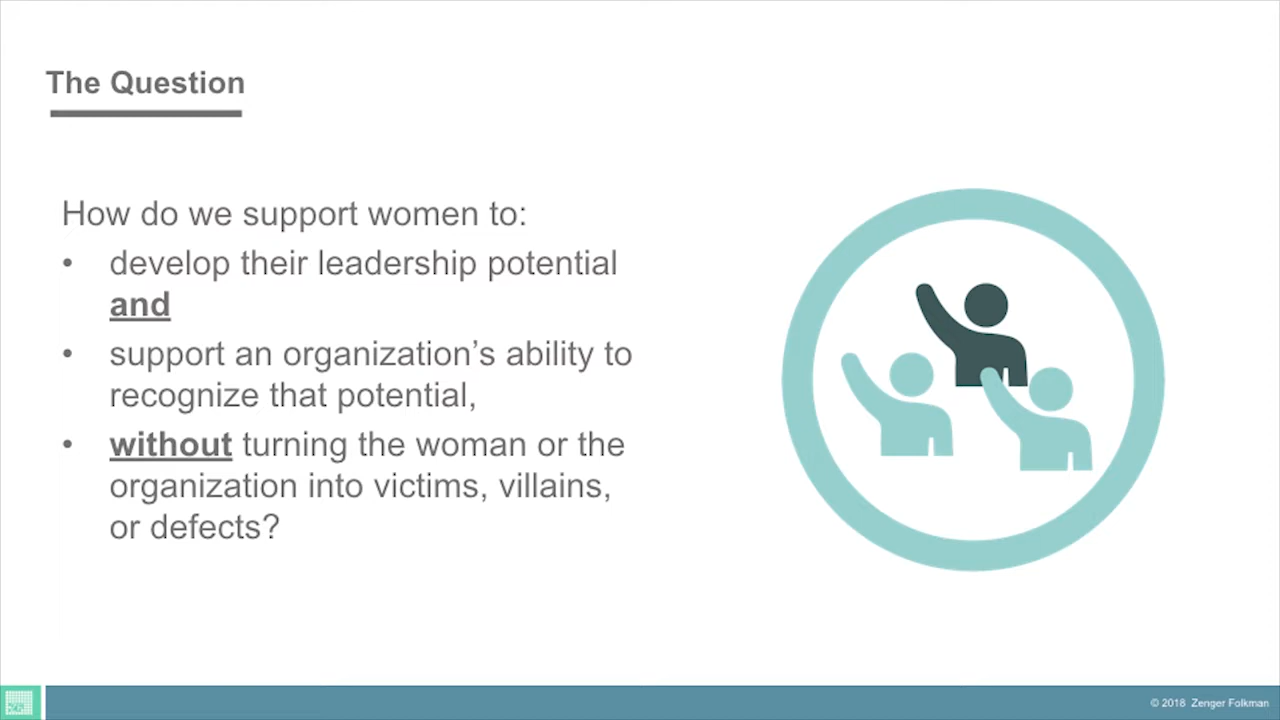 The Question
How do we support women to:
• develop their leadership potential
and
• support an organization’s ability to
recognize that potential,
• without turning the woman or the
organization into victims, villains,
or defects?
© 2018 Zenger Folkman